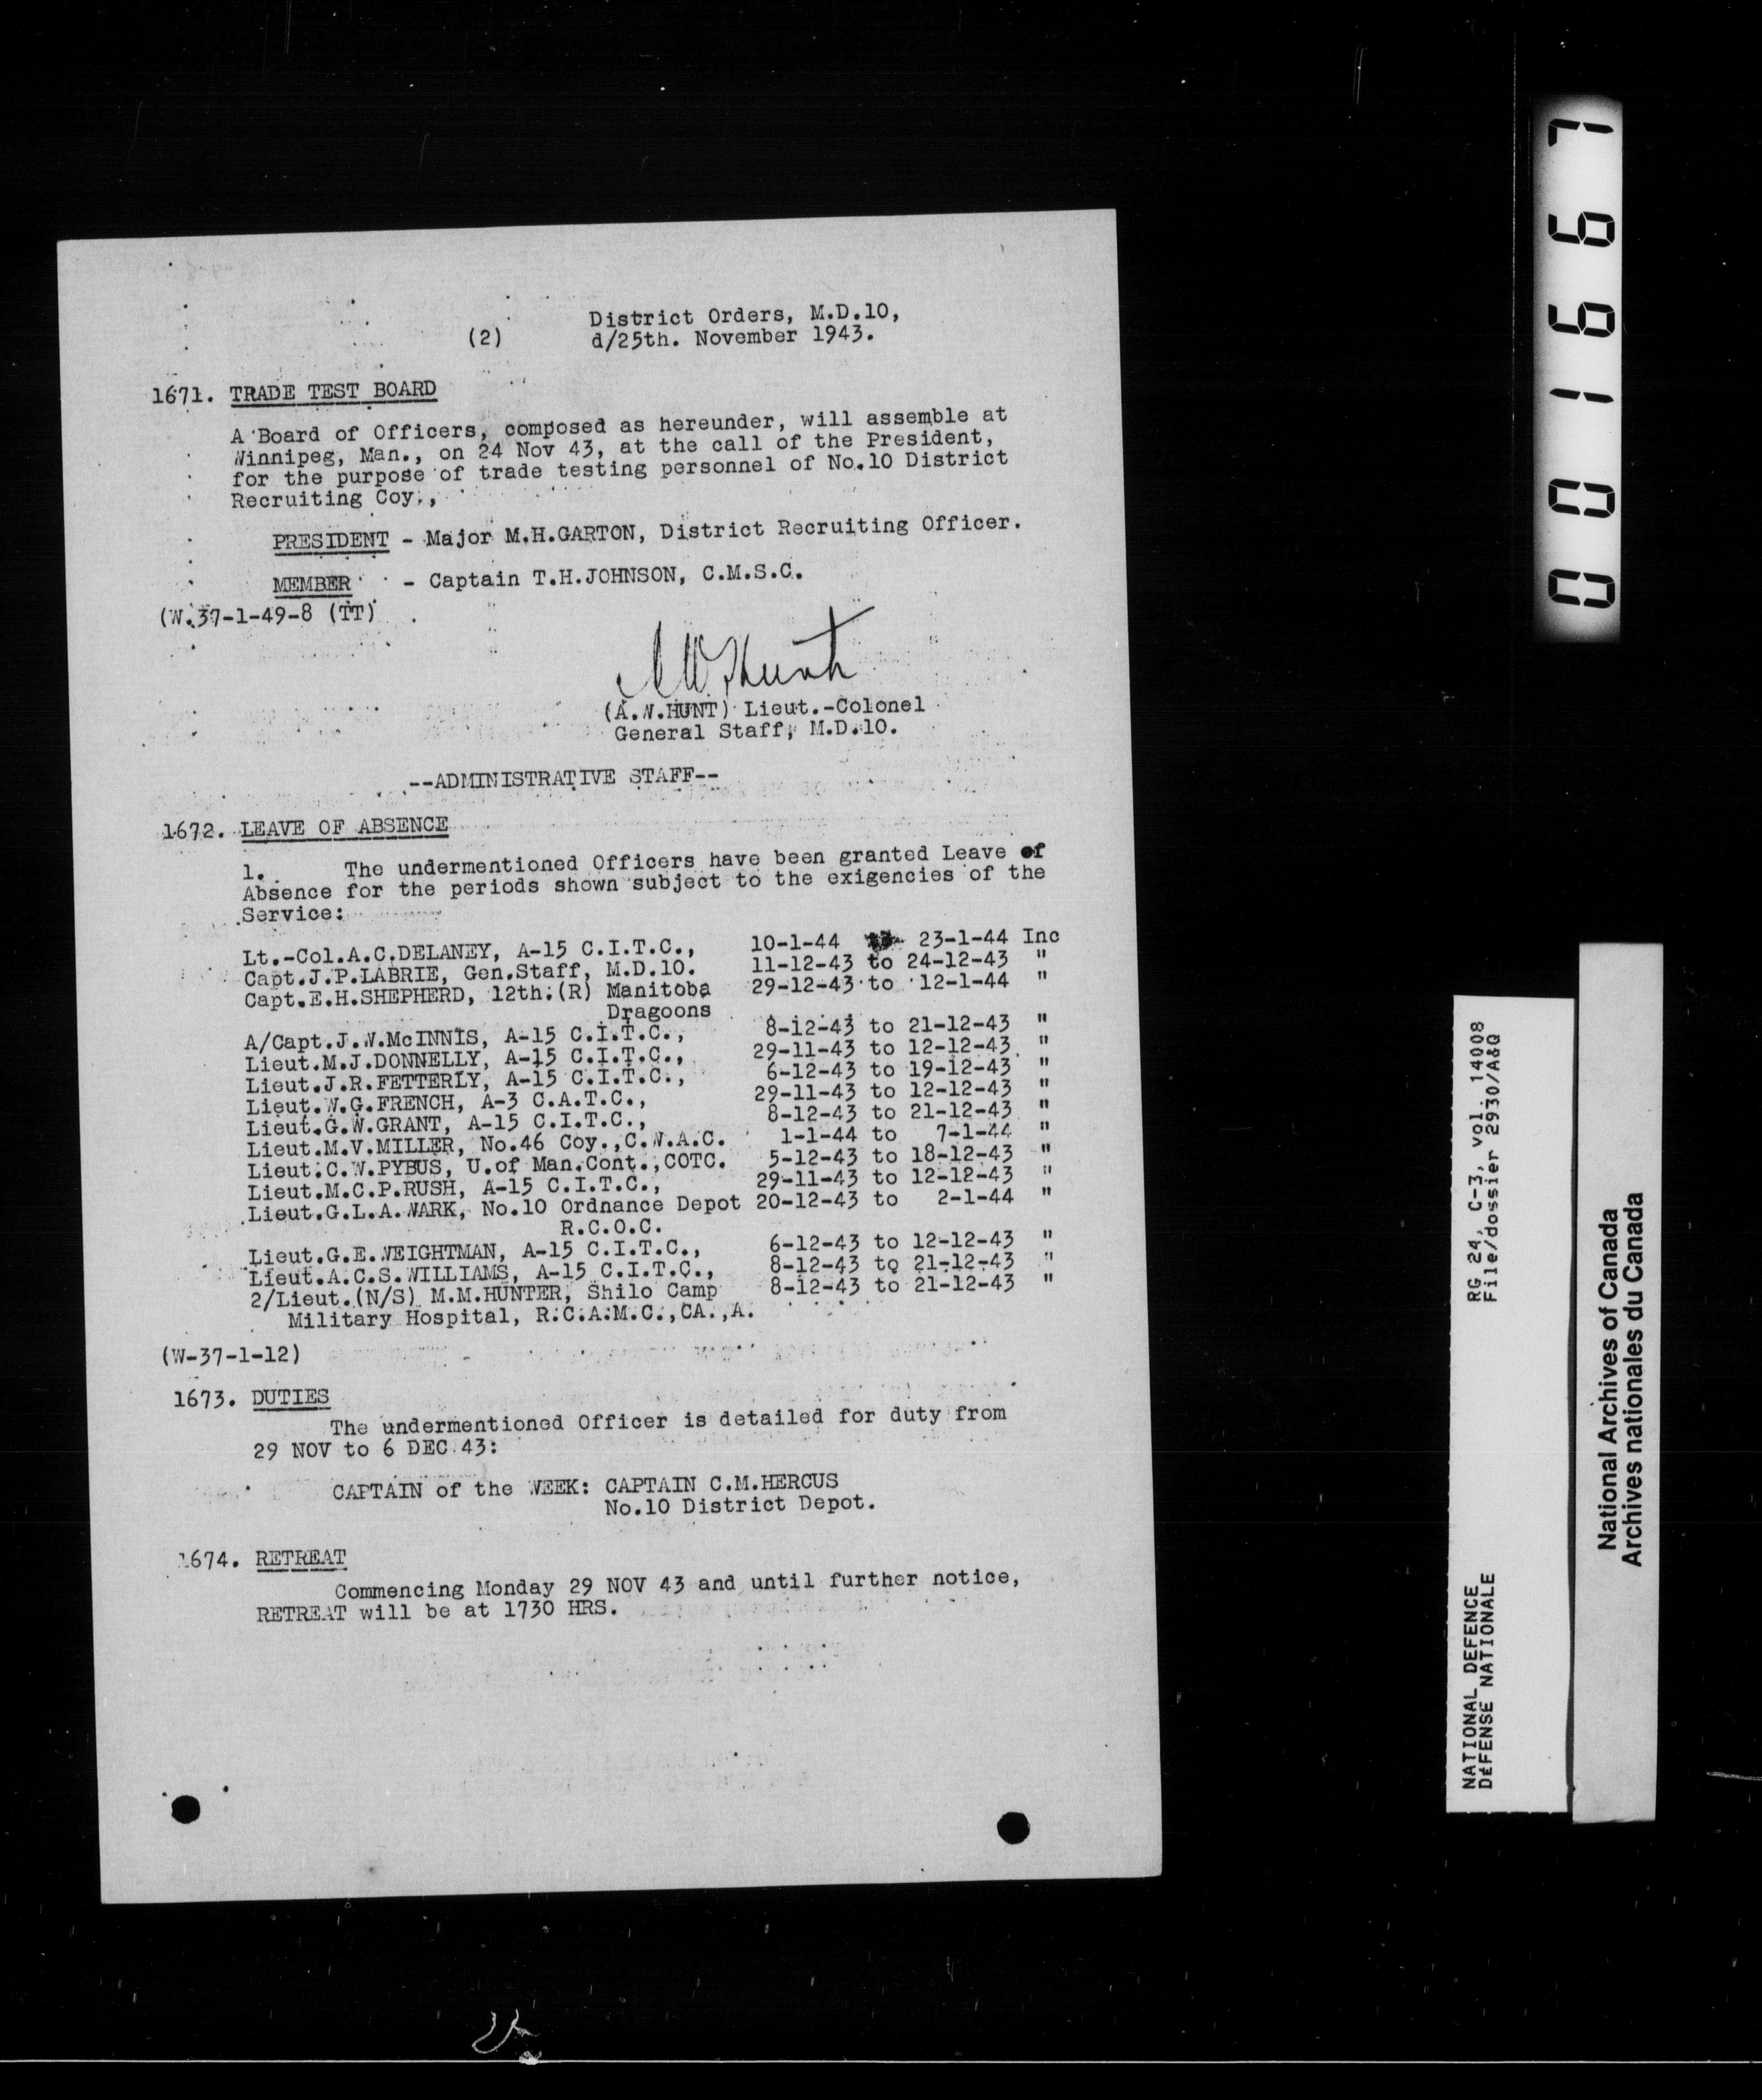 District Orders, M.D.10,
(2) d/25th. November 1943.
1671. TRADE TEST BOARD
A Board of Officers, composed as hereunder, will assemble at
Winnipeg, Man., on 24 Nov 43, at the call of the President,
for the purpose of trade testing personnel of No.10 District
Recruiting Coy.,
PRESIDENT - Major M.H.GARTON, District Recruiting Officer.
MEMBER - Captain T.H.JOHNSON, C.M.S.C.
(W.37-1-49-8 (TT)
A W Hunt
(A.W.HUNT) Lieut.-Colonel
General Staff, M.D.10.
--ADMINISTRATIVE STAFF--
1672. LEAVE OF ABSENCE
1. The undermentioned Officers have been granted Leave of
Absence for the periods shown subject to the exigencies of the
Service:
Lt.-Col.A.C.DELANEY, A-15 C.I.T.C., 10-1-44 to 23-1-44 Inc
Capt.J.P.LABRIE, Gen.Staff, M.D.10. 11-12-43 to 24-12-43 "
Capt.E.H.SHEPHERD, 12th.(R) Manitoba 29-12-43 to 12-1-44 "
Dragoons
A/Capt.J.W.McINNIS, A-15 C.I.T.C., 8-12-43 to 21-12-43 "
Lieut.M.J.DONNELLY, A-15 C.I.T.C., 29-11-43 to 12-12-43 "
Lieut.J.R.FETTERLY, A-15 C.I.T.C., 6-12-43 to 19-12-43 "
Lieut.W.G.FRENCH, A-3 C.A.T.C., 29-11-43 to 12-12-43 "
Lieut.G.W.GRANT, A-15 C.I.T.C., 8-12-43 to 21-12-43 "
Lieut.M.V.MILLER, No.46 Coy.,C.W.A.C. 1-1-44 to 7-1-44 "
Lieut.C.W.PYBUS, U.of Man.Cont.,COTC. 5-12-43 to 18-12-43 "
Lieut.M.C.P.RUSH, A-15 C.I.T.C., 29-11-43 to 12-12-43 "
Lieut.G.L.A.WARK, No.10 Ordnance Depot 20-12-43 to 2-1-44 "
R.C.O.C.
Lieut.G.E.WEIGHTMAN, A-15 C.I.T.C., 6-12-43 to 12-12-43 "
Lieut.A.C.S.WILLIAMS, A-15 C.I.T.C., 8-12-43 to 21-12-43 "
2/Lieut.(N/S) M.M.HUNTER, Shilo Camp 8-12-43 to 21-12-43 "
Military Hospital, R.C.A.M.C.,CA.,A.
(W-37-1-12)
1673. DUTIES
The undermentioned Officer is detailed for duty from
29 NOV to 6 DEC 43:
CAPTAIN of the WEEK: CAPTAIN C.M.HERCUS
No.10 District Depot.
1674. RETREAT
Commencing Monday 29 NOV 43 and until further notice,
RETREAT will be at 1730 HRS.
001667
NATIONAL DEFENCE RG 24, C-3, vol. 14008
DÉFENSE NATIONALE File/dossier 2930/A&Q
National Archives of Canada
Archives nationales du Canada